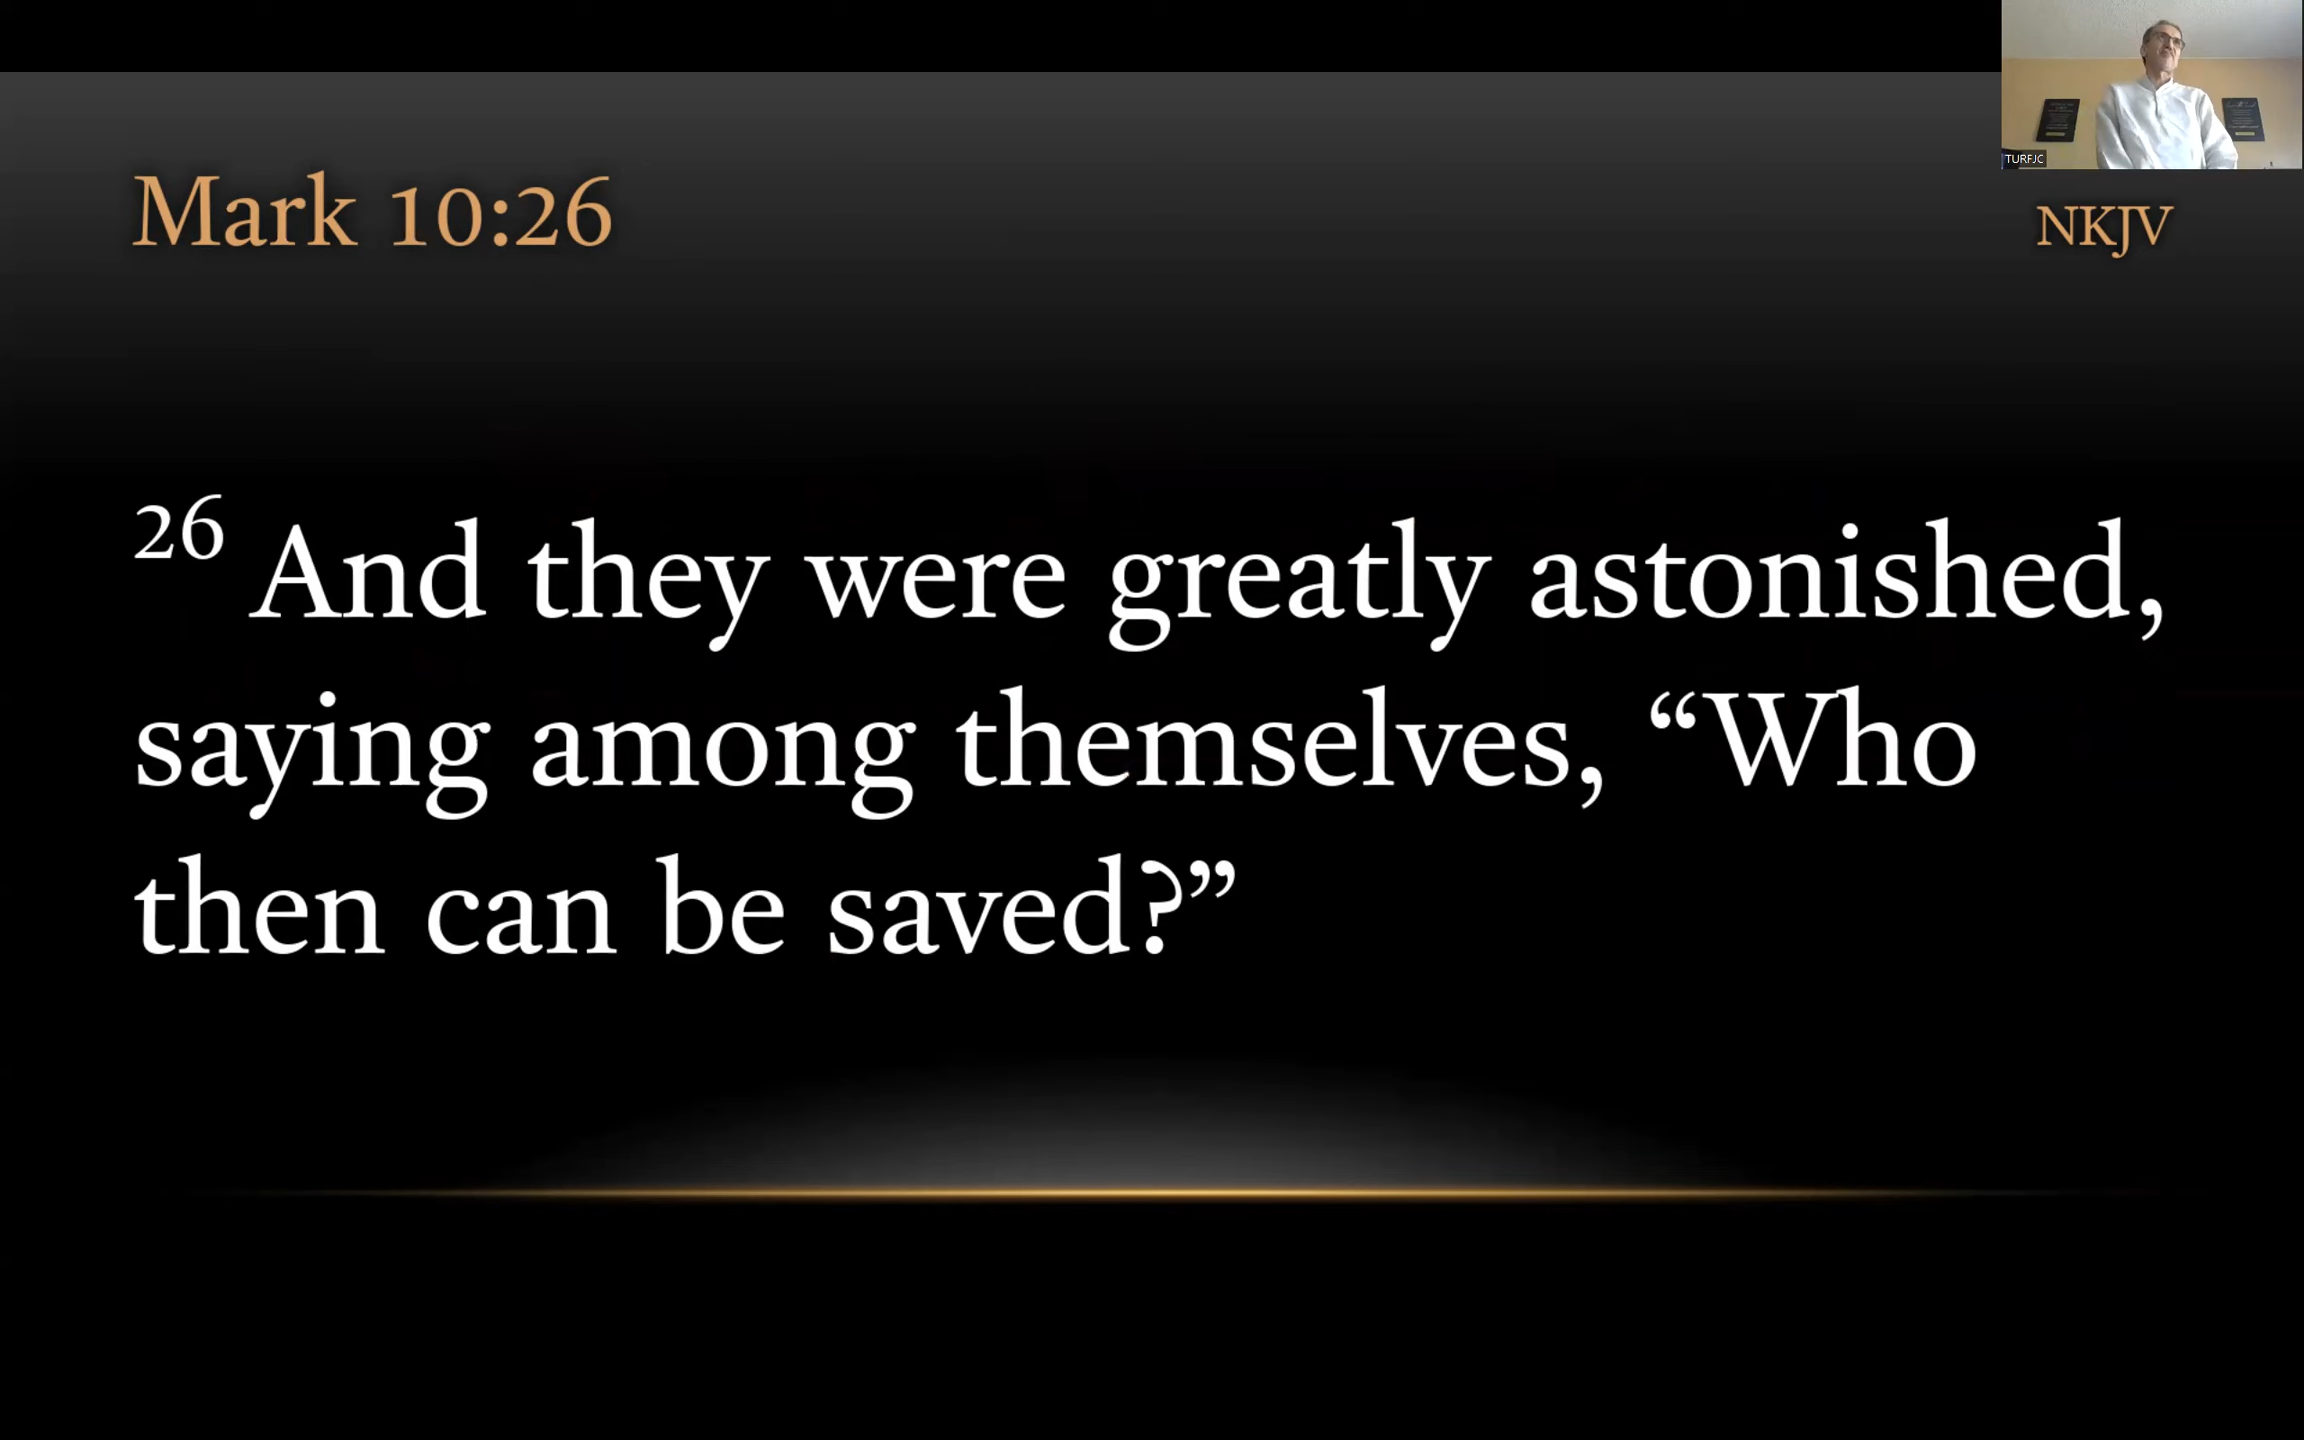 TURFJC
Mark 10:26
NKJV
26 And they were greatly astonished,
saying among themselves, “Who
then can be saved?”